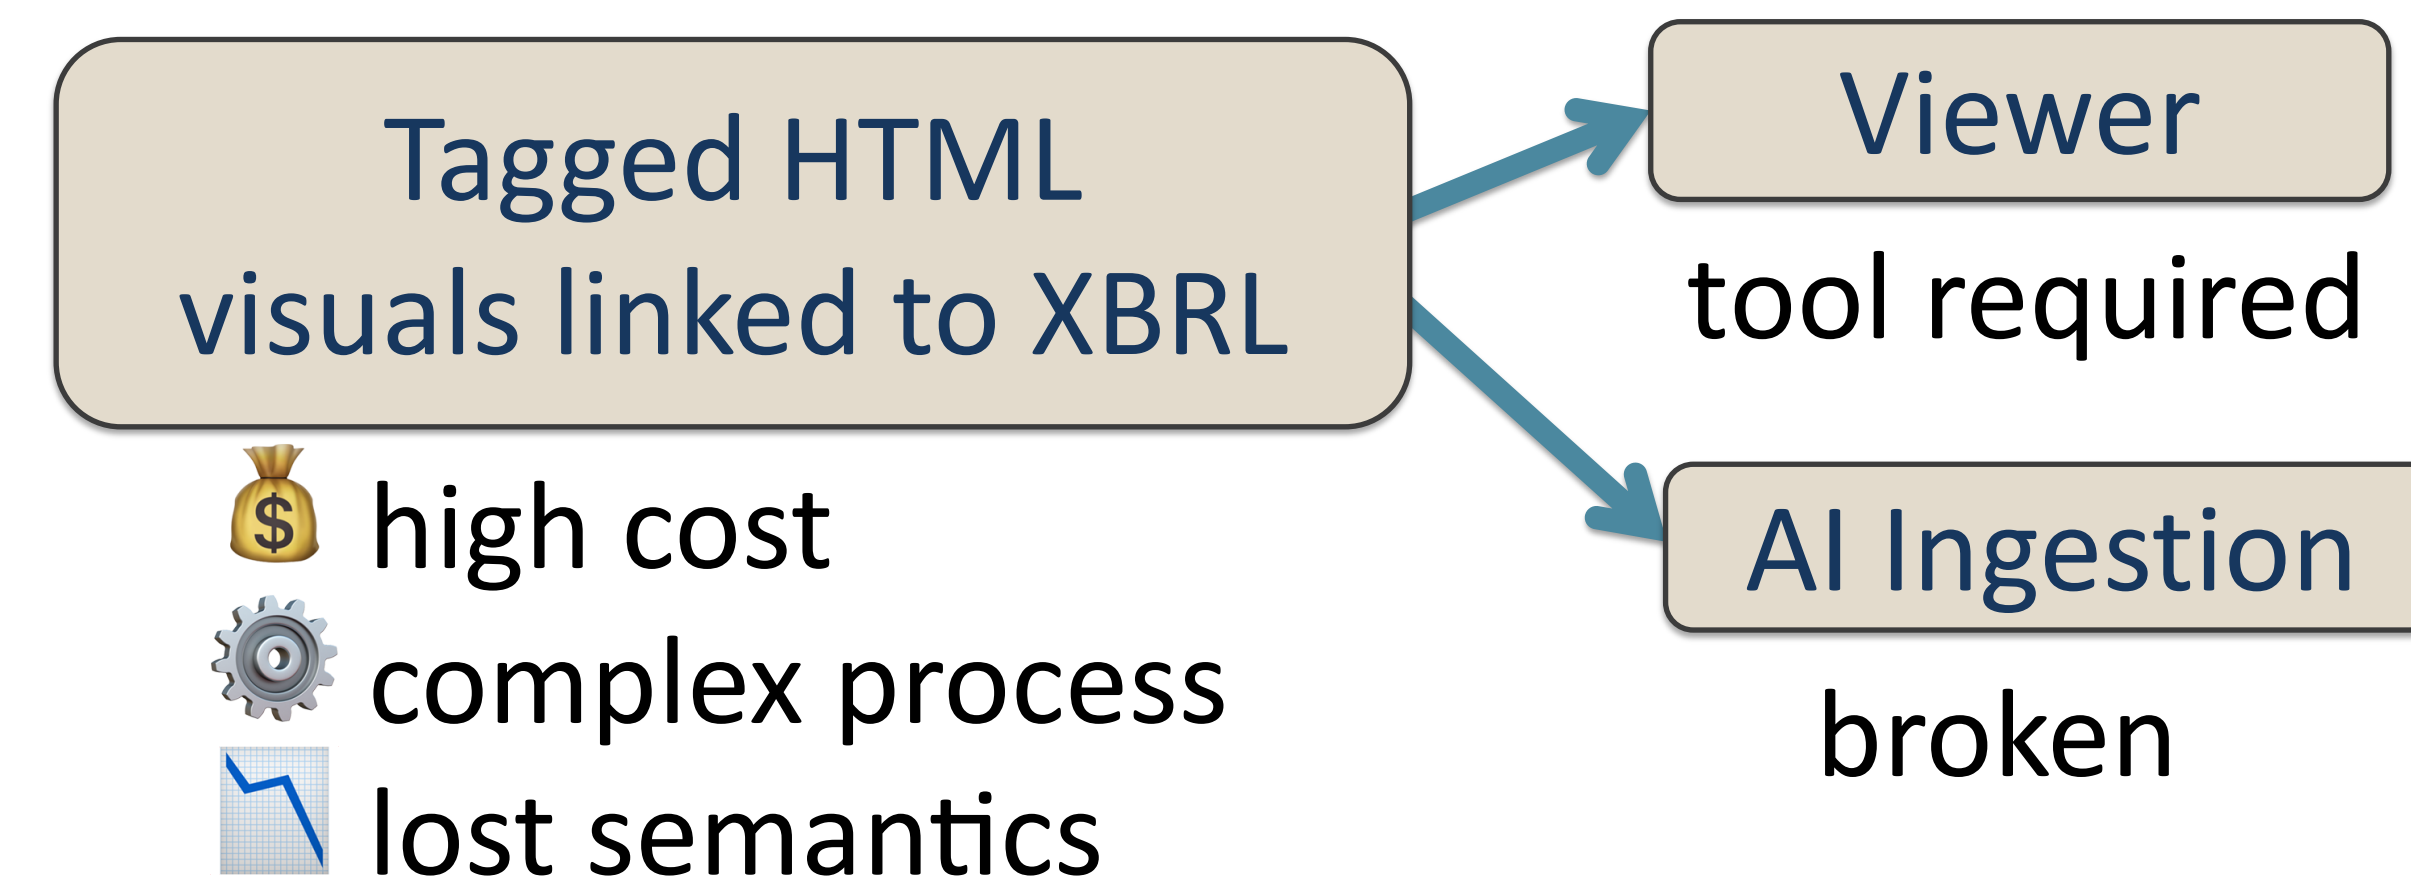 Tagged HTML
visuals linked to XBRL
high cost
complex process
lost semantics
Viewer
tool required
AI Ingestion
broken